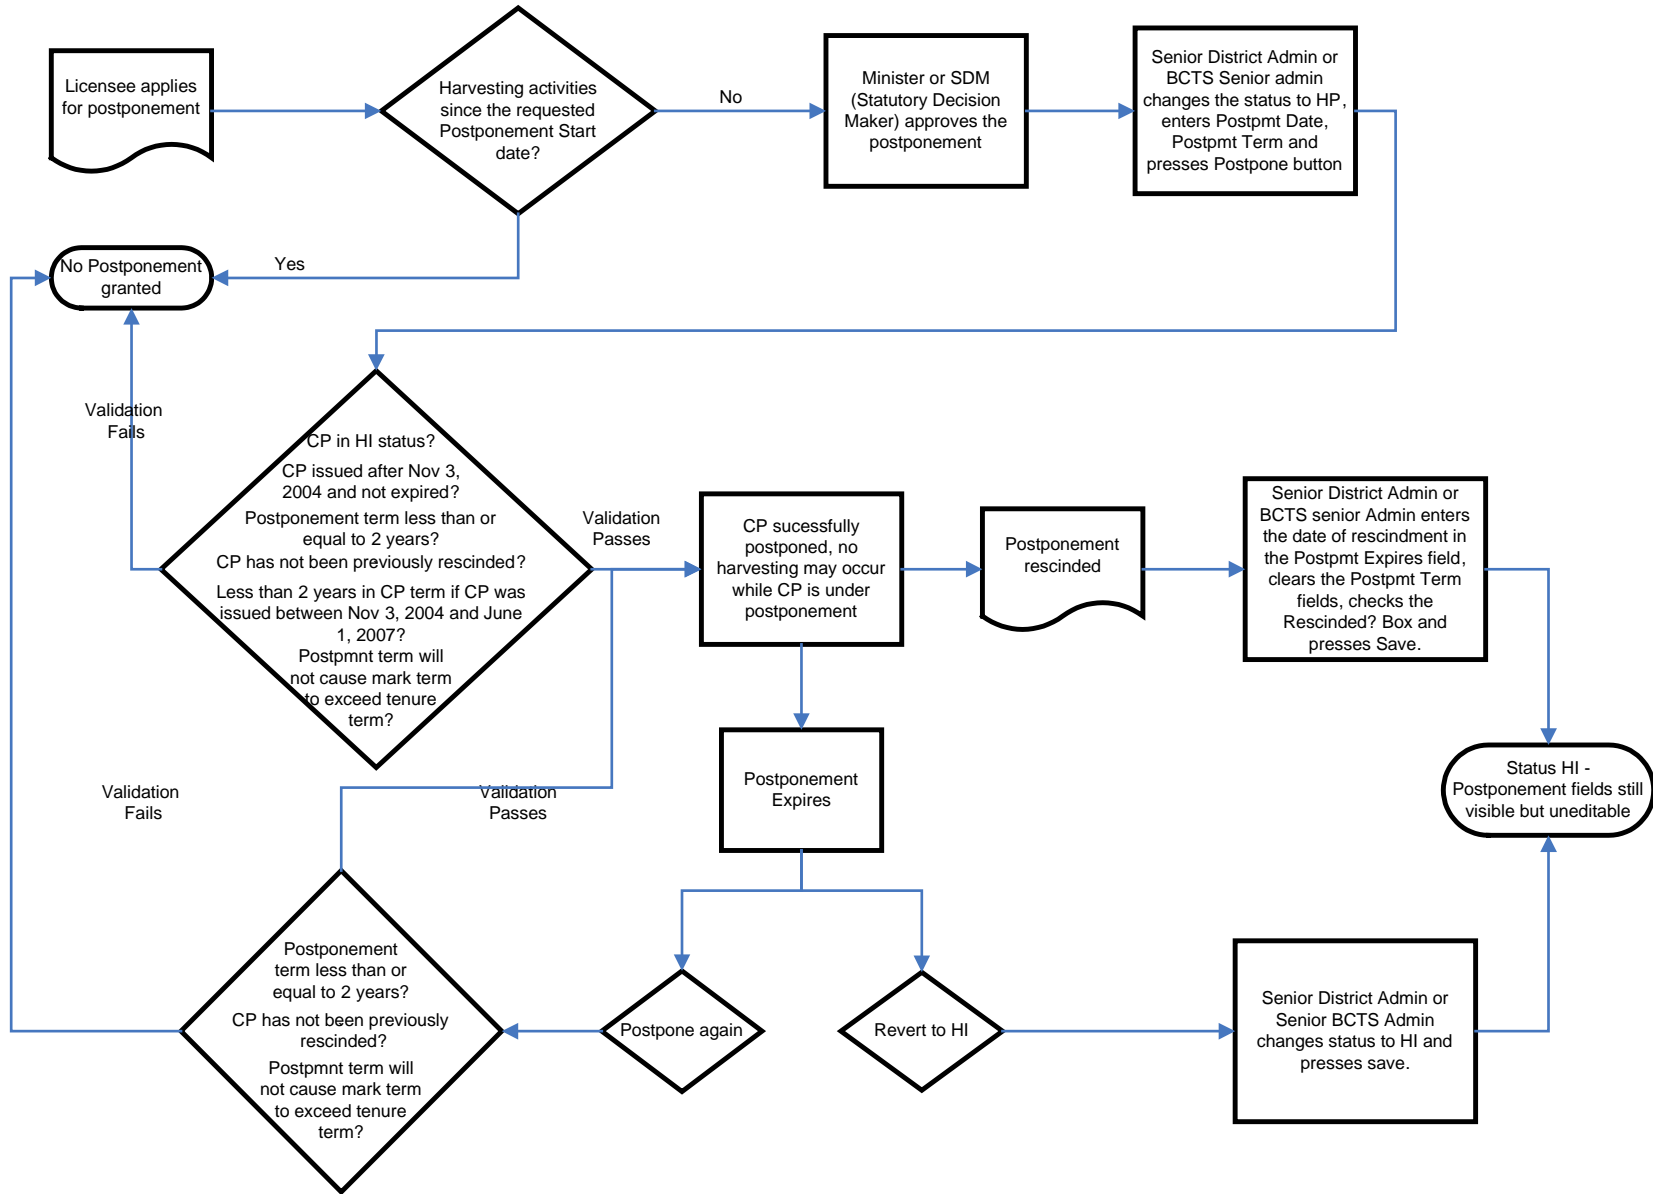 Licensee applies
for postponement
Harvesting activities
since the requested
Postponement Start
date?
No
Minister or SDM
(Statutory Decision
Maker) approves the
postponement
Senior District Admin or
BCTS Senior admin
changes the status to HP,
enters Postpmt Date,
Postpmt Term and
presses Postpone button
No Postponement
granted
Yes
Validation
Fails
CP in HI status?
CP issued after Nov 3,
2004 and not expired?
Postponement term less than or
equal to 2 years?
CP has not been previously rescinded?
Less than 2 years in CP term if CP was
issued between Nov 3, 2004 and June
1, 2007?
Postpmnt term will
not cause mark term
to exceed tenure
term?
Validation
Passes
CP sucessfully
postponed, no
harvesting may occur
while CP is under
postponement
Postponement
rescinded
Senior District Admin or
BCTS senior Admin enters
the date of rescindment in
the Postpmt Expires field,
clears the Postpmt Term
fields, checks the
Rescinded? Box and
presses Save.
Validation
Fails
Validation
Passes
Postponement
Expires
Status HI -
Postponement fields still
visible but uneditable
Postponement
term less than or
equal to 2 years?
CP has not been previously
rescinded?
Postpmnt term will
not cause mark term
to exceed tenure
term?
Postpone again
Revert to HI
Senior District Admin or
Senior BCTS Admin
changes status to HI and
presses save.